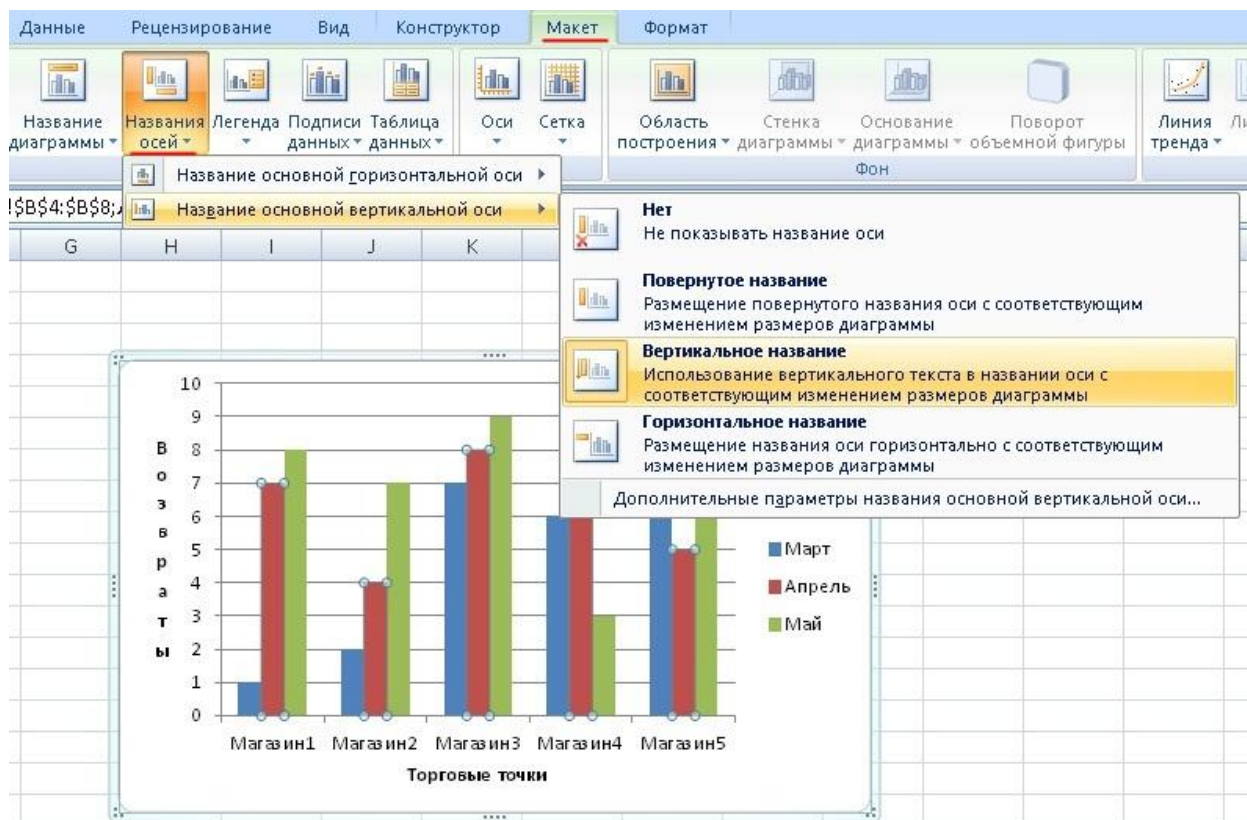 Данные Рецензирование Вид Конструктор Макет Формат
Название диаграммы
Названия осей
Легенда
Подписи данных
Таблица данных
Оси
Сетка
Область построения
Стенка диаграммы
Основание диаграммы
Поворот объемной фигуры
Линия тренда
Фон
Название основной горизонтальной оси
Название основной вертикальной оси
!$B$4:$B$8;
G H I J K
Нет
Не показывать название оси
Повернутое название
Размещение повернутого названия оси с соответствующим
изменением размеров диаграммы
Вертикальное название
Использование вертикального текста в названии оси с
соответствующим изменением размеров диаграммы
Горизонтальное название
Размещение названия оси горизонтально с соответствующим
изменением размеров диаграммы
Дополнительные параметры названия основной вертикальной оси...
Возвраты
10
9
8
7
6
5
4
3
2
1
0
Магазин1 Магазин2 Магазин3 Магазин4 Магазин5
Торговые точки
Март
Апрель
Май